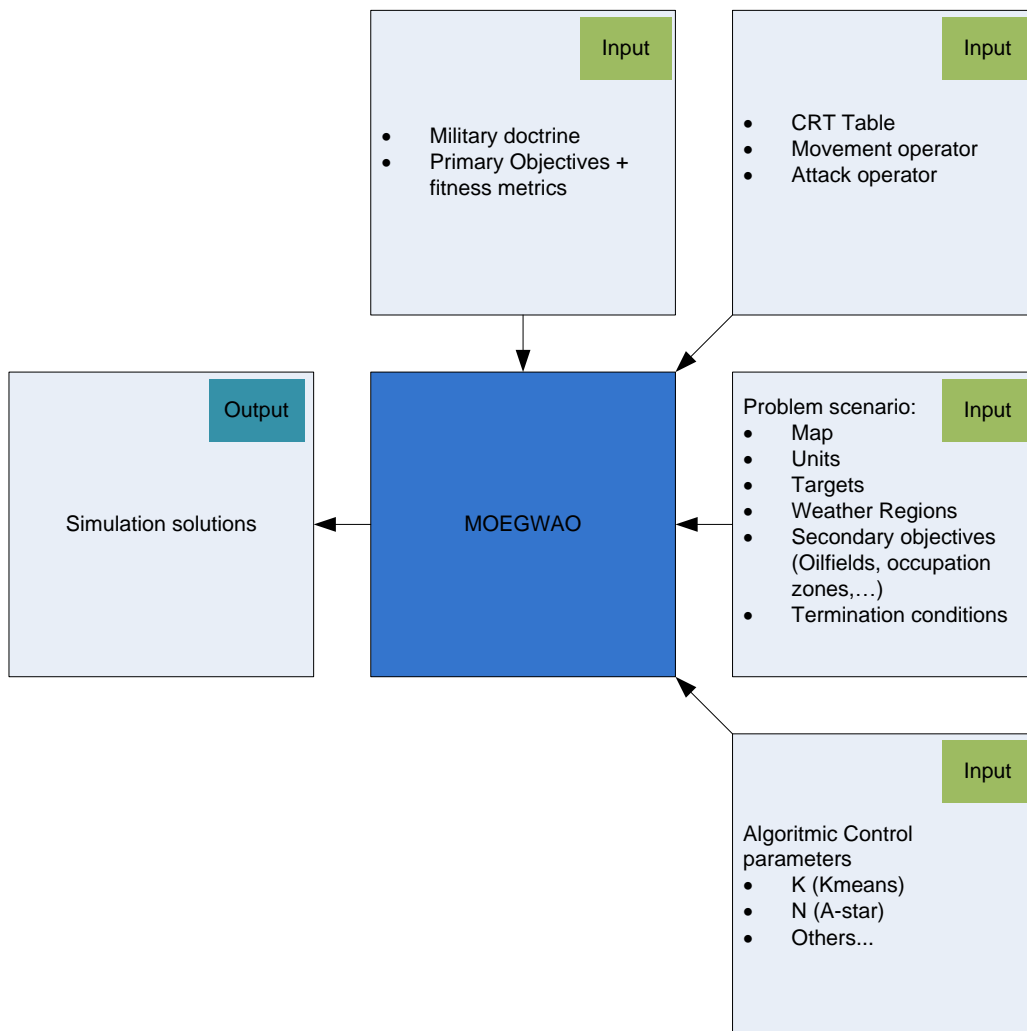 Input
• Military doctrine
• Primary Objectives +
fitness metrics
Input
• CRT Table
• Movement operator
• Attack operator
Output
Simulation solutions
MOEGWAO
Input
Problem scenario:
• Map
• Units
• Targets
• Weather Regions
• Secondary objectives
(Oilfields, occupation
zones,…)
• Termination conditions
Input
Algoritmic Control
parameters
• K (Kmeans)
• N (A-star)
• Others...